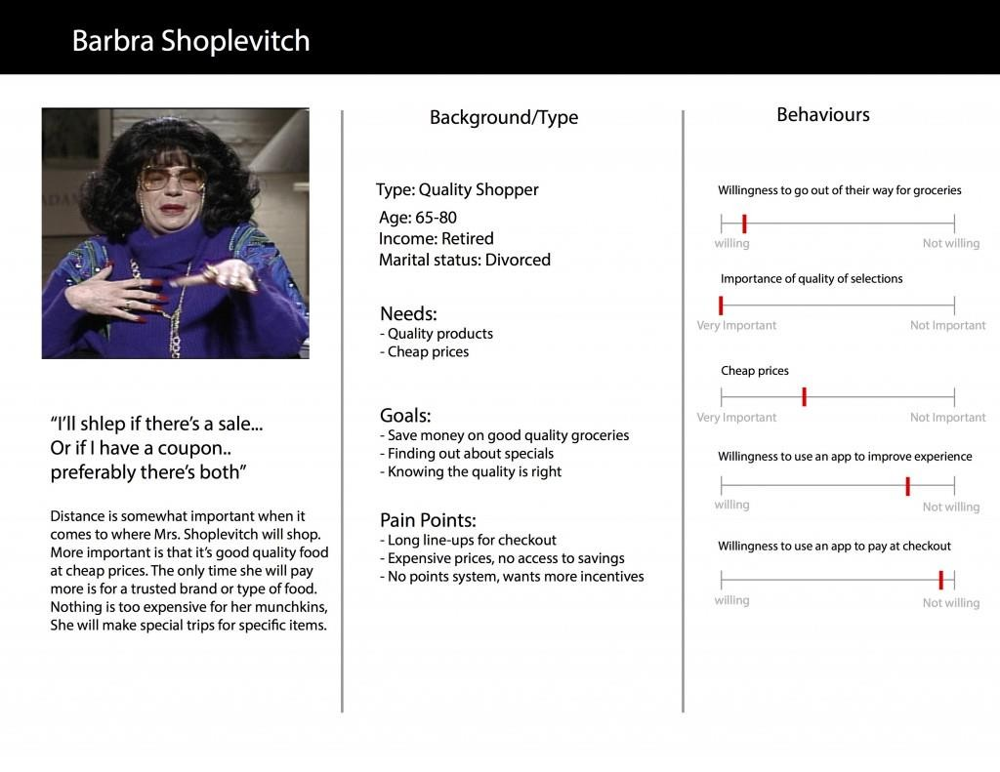 Barbra Shoplevitch
ADAM
"I'll shlep if there's a sale...
Or if I have a coupon..
preferably there's both"
Distance is somewhat important when it
comes to where Mrs. Shoplevitch will shop.
More important is that it's good quality food
at cheap prices. The only time she will pay
more is for a trusted brand or type of food.
Nothing is too expensive for her munchkins,
She will make special trips for specific items.
Background/Type
Type: Quality Shopper
Age: 65-80
Income: Retired
Marital status: Divorced
Needs:
- Quality products
- Cheap prices
Goals:
- Save money on good quality groceries
- Finding out about specials
- Knowing the quality is right
Pain Points:
- Long line-ups for checkout
- Expensive prices, no access to savings
- No points system, wants more incentives
Behaviours
Willingness to go out of their way for groceries
willing Not willing
Importance of quality of selections
Very Important Not Important
Cheap prices
Very Important Not Important
Willingness to use an app to improve experience
willing Not willing
Willingness to use an app to pay at checkout
willing Not willing